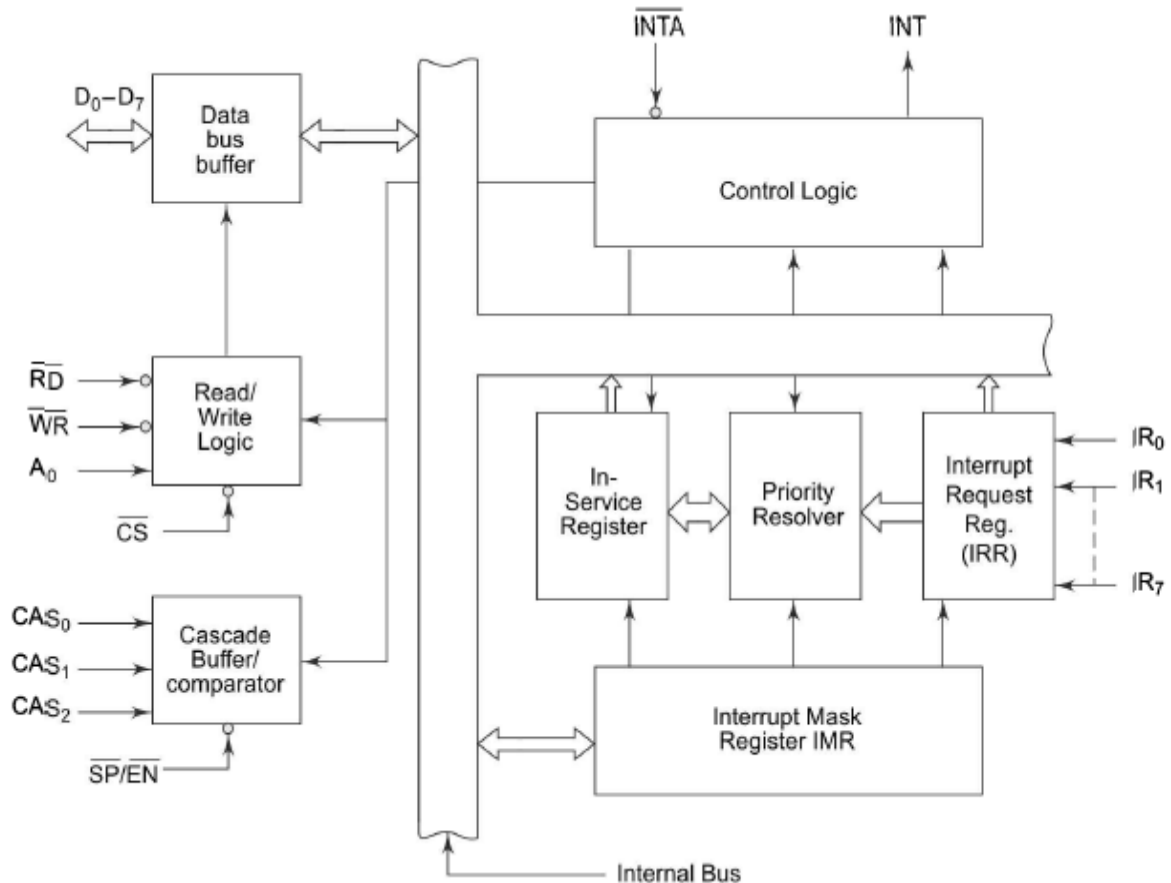 INTA
INT
D₀–D₇
Data
bus
buffer
Control Logic
RD
WR
A₀
CS
Read/
Write
Logic
In-
Service
Register
Priority
Resolver
Interrupt
Request
Reg.
(IRR)
IR₀
IR₁
IR₇
CAS₀
CAS₁
CAS₂
SP/EN
Cascade
Buffer/
comparator
Interrupt Mask
Register IMR
Internal Bus